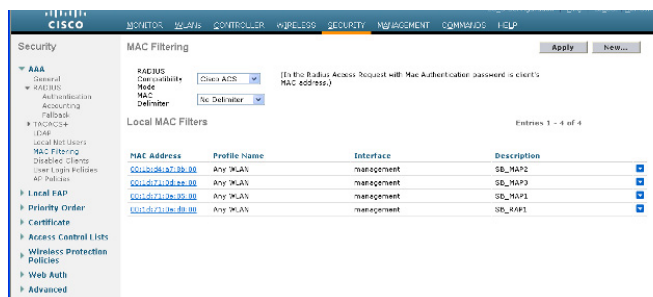 CISCO
MONITOR WLANs CONTROLLER WIRELESS SECURITY MANAGEMENT COMMANDS HELP
Security
AAA
General
RADIUS
Authentication
Accounting
Fallback
TACACS+
LDAP
Local Net Users
MAC Filtering
Disabled Clients
User Login Policies
AP Policies
Local EAP
Priority Order
Certificate
Access Control Lists
Wireless Protection Policies
Web Auth
Advanced
MAC Filtering
Apply New...
RADIUS Compatibility Mode
Cisco ACS
(In the Radius Access Request with Mac Authentication password is client's MAC address.)
MAC Delimiter
No Delimiter
Local MAC Filters
Entries 1 - 4 of 4
MAC Address Profile Name Interface Description
Any WLAN management SB_MAP2
Any WLAN management SB_MAP3
Any WLAN management SB_MAP1
Any WLAN management SB_RAP1